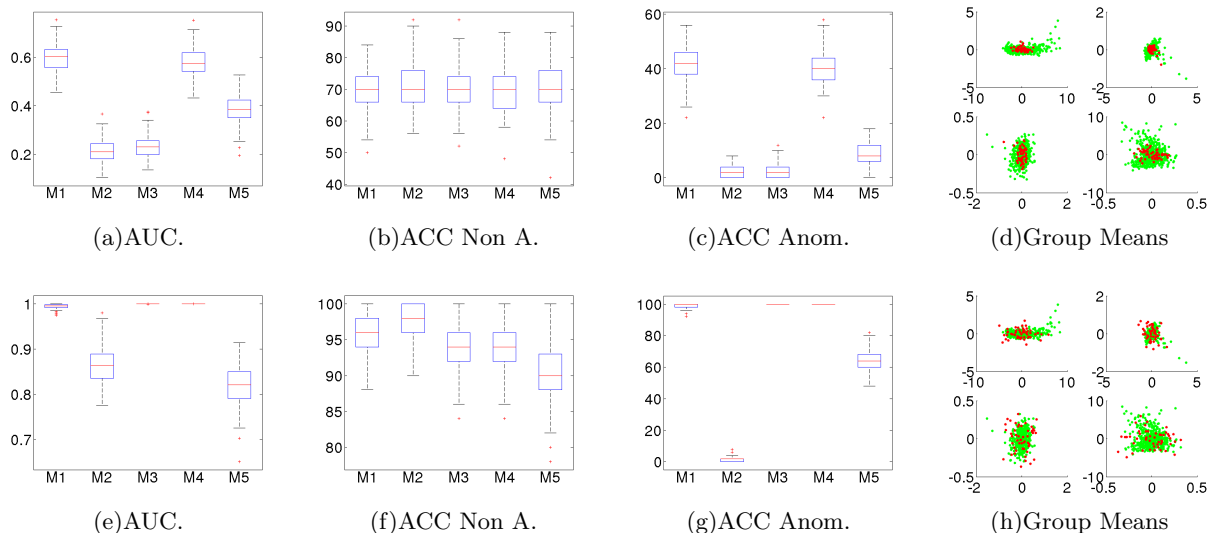 0.6
0.4
0.2
M1 M2 M3 M4 M5
(a)AUC.
90
80
70
60
50
40
M1 M2 M3 M4 M5
(b)ACC Non A.
60
40
20
0
M1 M2 M3 M4 M5
(c)ACC Anom.
5
0
-5
-10 0 10
2
0
-2
-5 0 5
0.5
0
-0.5
-2 0 2
10
0
-10
-0.5 0 0.5
(d)Group Means
1
0.9
0.8
0.7
M1 M2 M3 M4 M5
(e)AUC.
100
95
90
85
80
M1 M2 M3 M4 M5
(f)ACC Non A.
100
80
60
40
20
0
M1 M2 M3 M4 M5
(g)ACC Anom.
5
0
-5
-10 0 10
2
0
-2
-5 0 5
0.5
0
-0.5
-2 0 2
10
0
-10
-0.5 0 0.5
(h)Group Means